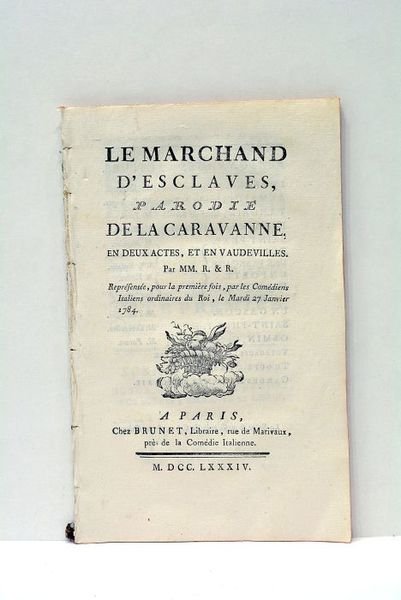 LE MARCHAND
D'ESCLAVES,
PARODIE
DE LA CARAVANNE,
EN DEUX ACTES, ET EN VAUDEVILLES.
Par MM. R. & R.
Représentée, pour la première fois, par les Comédiens
Italiens ordinaires du Roi, le Mardi 27 Janvier
1784.
A PARIS,
Chez BRUNET, Libraire, rue de Marivaux,
près de la Comédie Italienne.
M. DCC. LXXXIV.